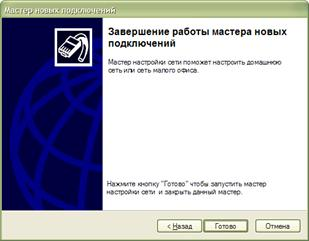 Мастер новых подключений
Завершение работы мастера новых
подключений
Мастер настройки сети поможет настроить домашнюю
сеть или сеть малого офиса.
Нажмите кнопку "Готово" чтобы запустить мастер
настройки сети и закрыть данный мастер.
< Назад Готово Отмена